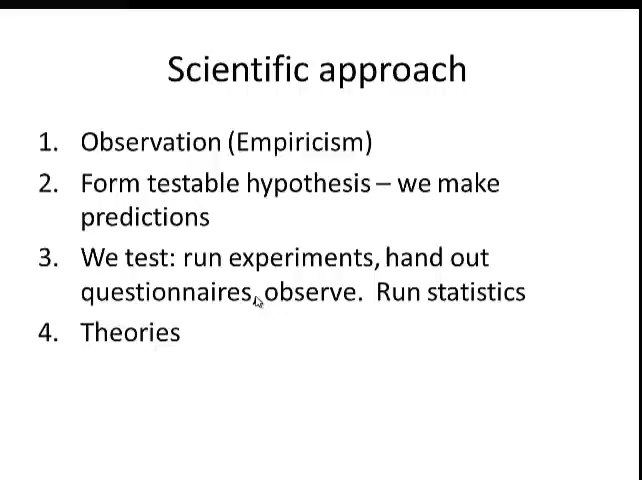 Scientific approach
1. Observation (Empiricism)
2. Form testable hypothesis – we make
predictions
3. We test: run experiments, hand out
questionnaires, observe.  Run statistics
4. Theories